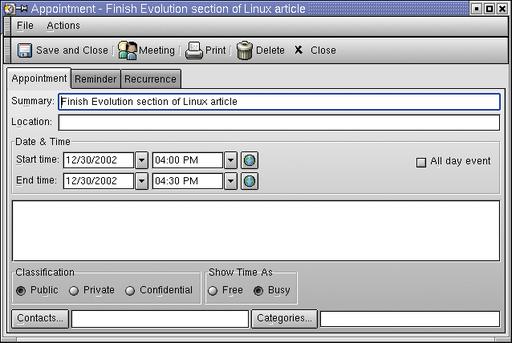 Appointment - Finish Evolution section of Linux article
File Actions
Save and Close Meeting Print Delete X Close
Appointment Reminder Recurrence
Summary: Finish Evolution section of Linux article
Location:
Date & Time
Start time: 12/30/2002 04:00 PM All day event
End time: 12/30/2002 04:30 PM
Classification Show Time As
Public Private Confidential Free Busy
Contacts... Categories...